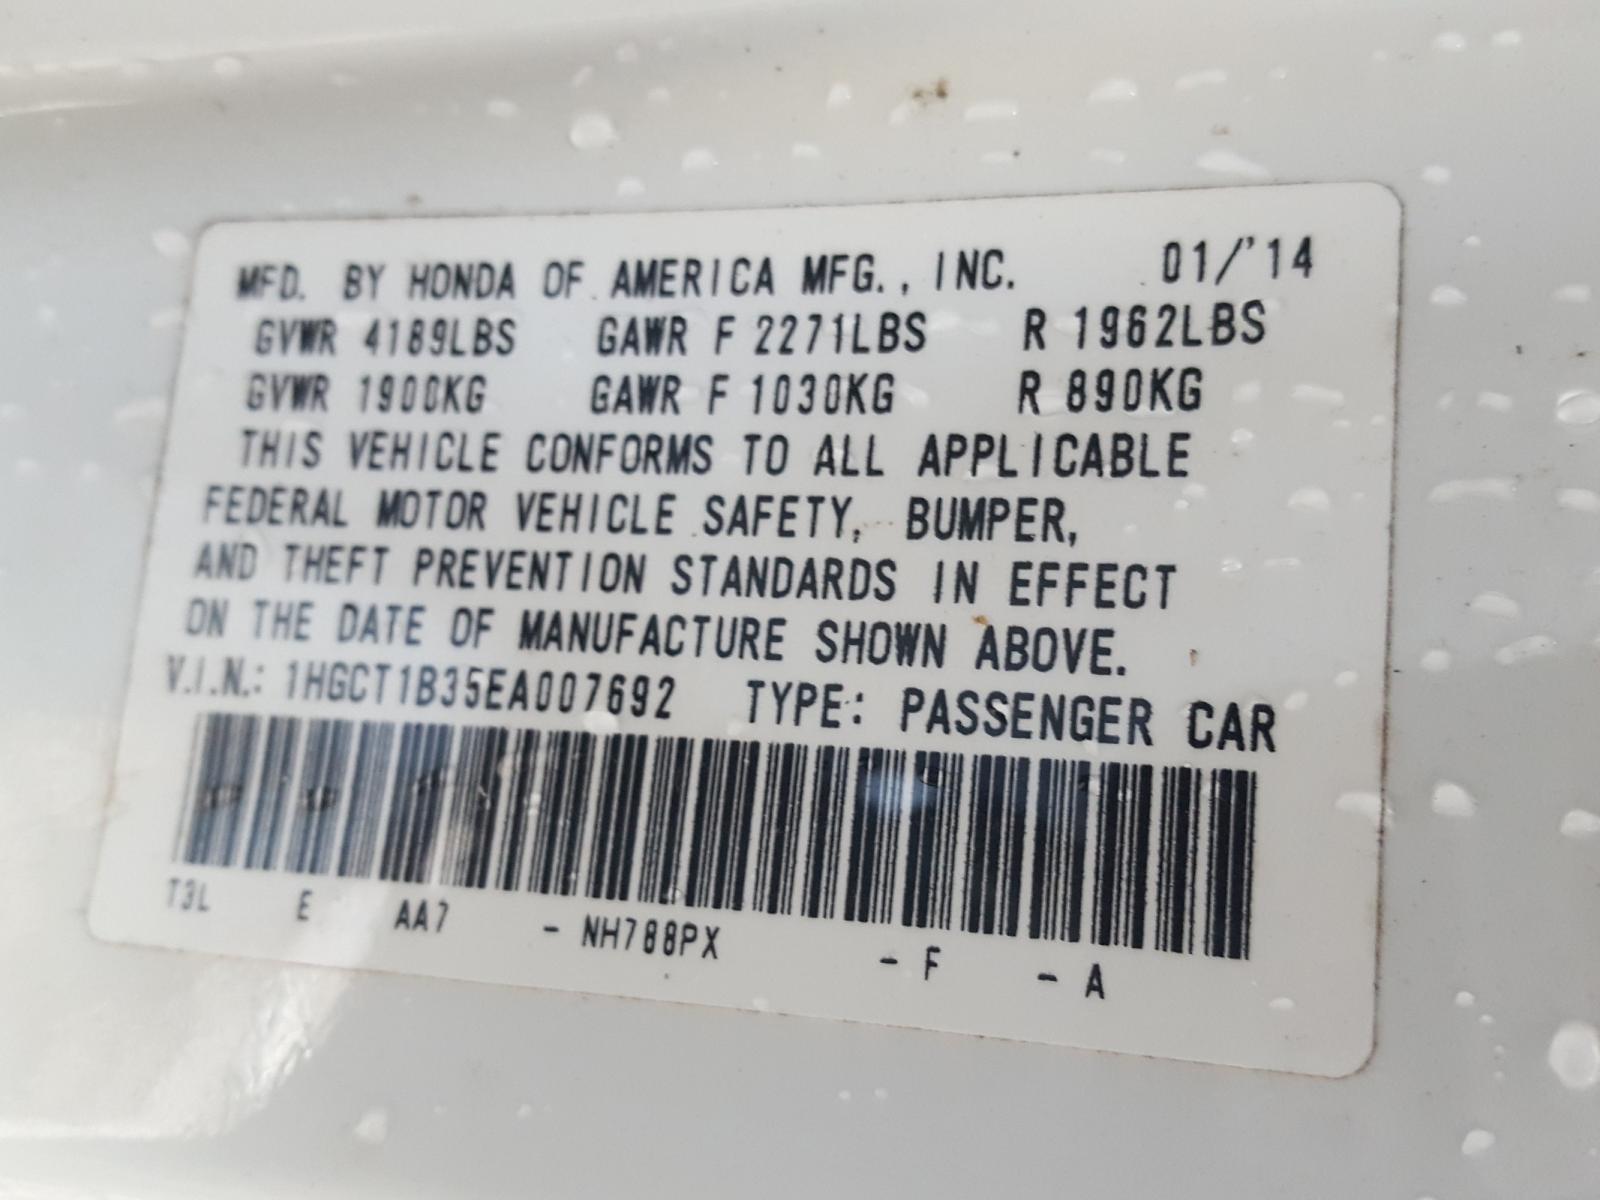 MFD. BY HONDA OF AMERICA MFG., INC. 01/'14
GVWR 4189LBS GAWR F 2271LBS R 1962LBS
GVWR 1900KG GAWR F 1030KG R 890KG
THIS VEHICLE CONFORMS TO ALL APPLICABLE
FEDERAL MOTOR VEHICLE SAFETY, BUMPER,
AND THEFT PREVENTION STANDARDS IN EFFECT
ON THE DATE OF MANUFACTURE SHOWN ABOVE.
V.I.N.: 1HGCT1B35EA007692 TYPE: PASSENGER CAR
T3L E AA7 - NH788PX - F - A